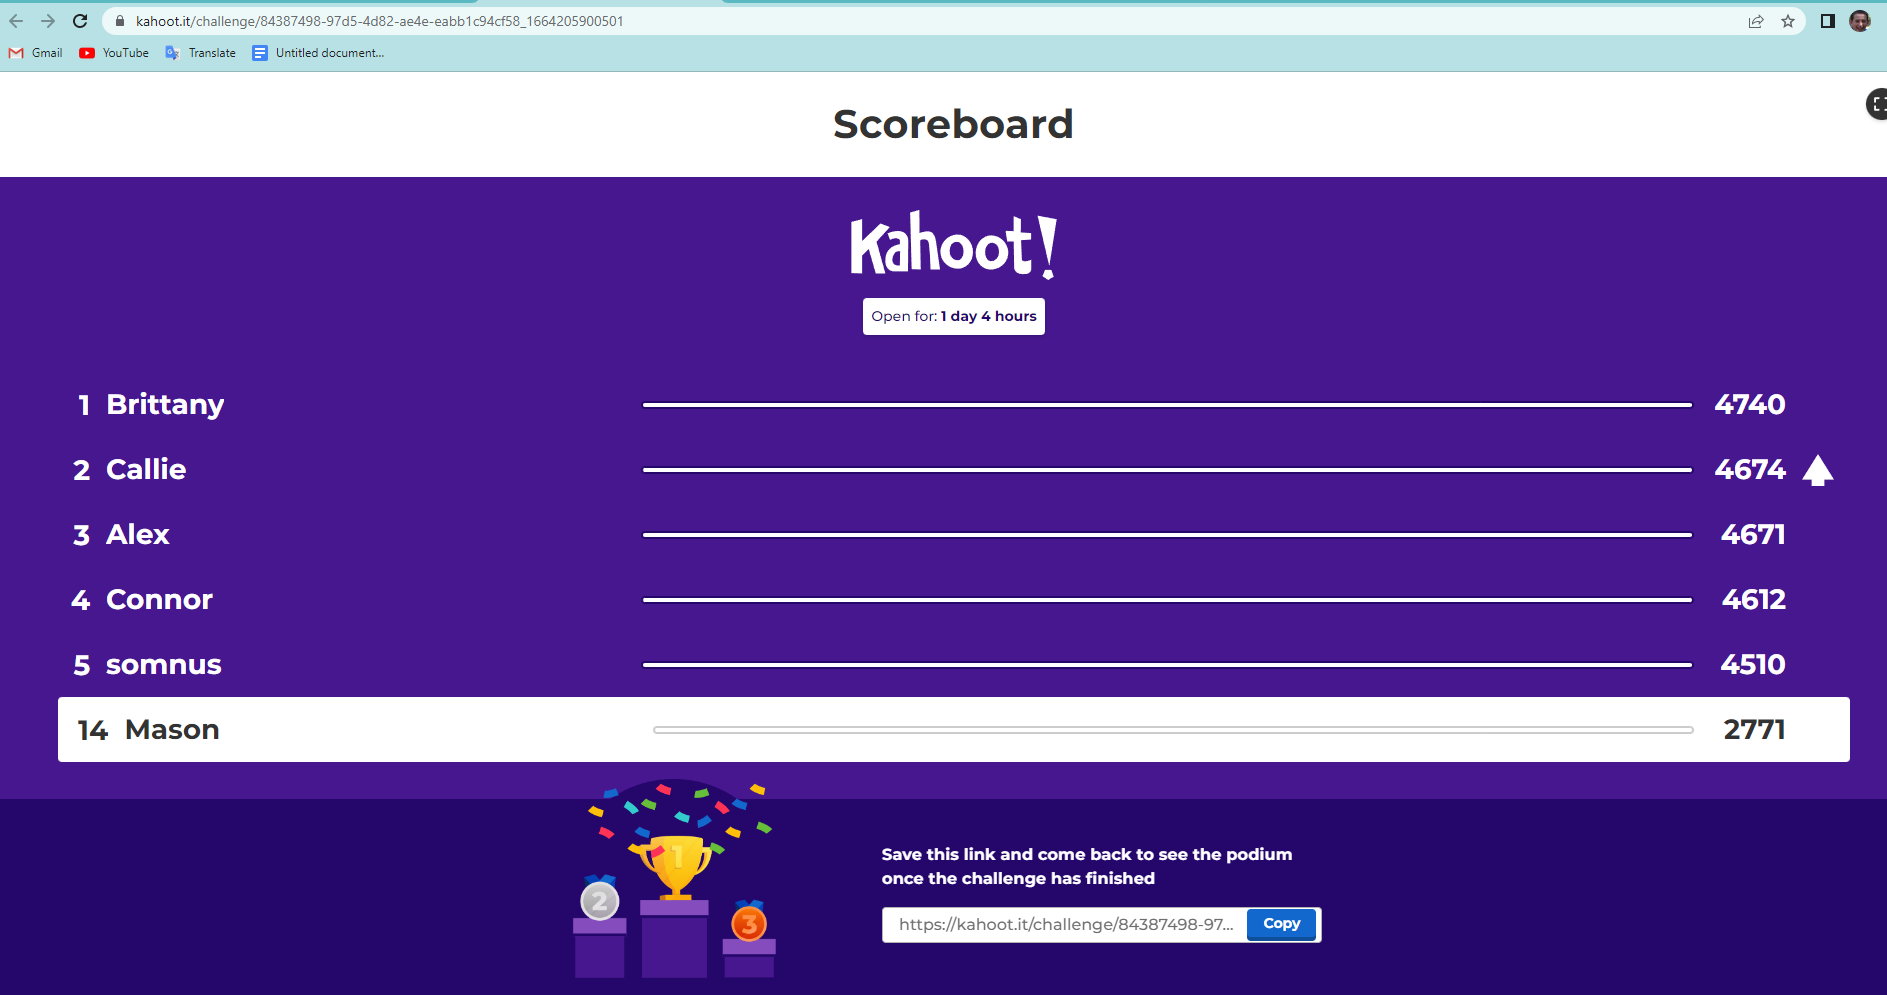 kahoot.it/challenge/84387498-97d5-4d82-ae4e-eabb1c94cf58_1664205900501
Gmail YouTube Translate Untitled document...
Scoreboard
Kahoot!
Open for: 1 day 4 hours
1 Brittany 4740
2 Callie 4674
3 Alex 4671
4 Connor 4612
5 somnus 4510
14 Mason 2771
1
2
3
Save this link and come back to see the podium
once the challenge has finished
https://kahoot.it/challenge/84387498-97... Copy